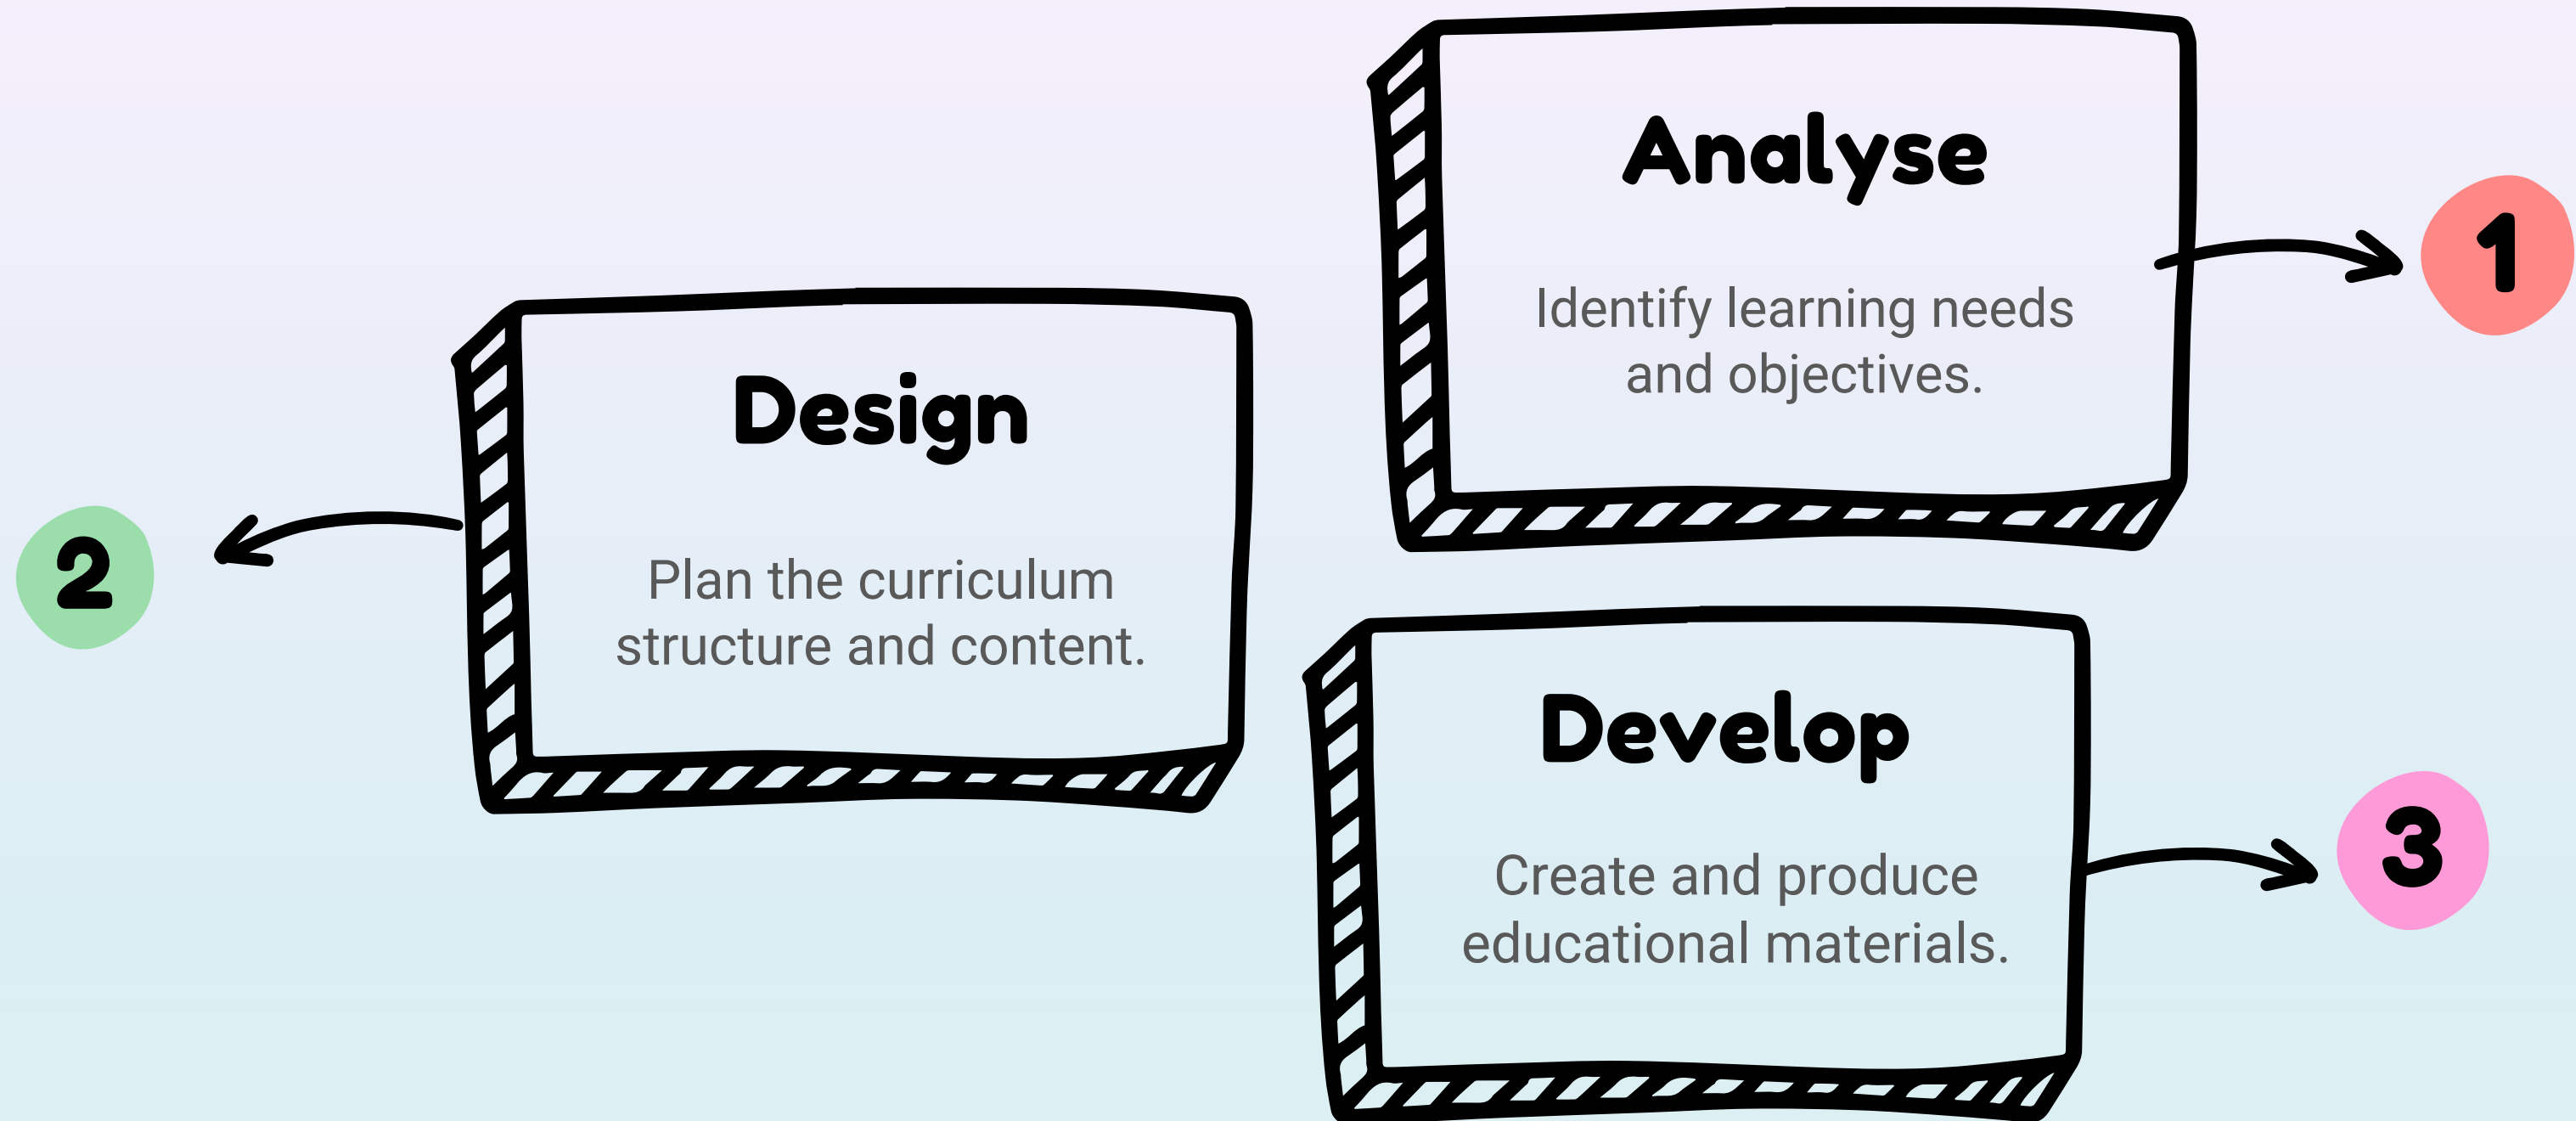 Analyse
Identify learning needs
and objectives.
1
Design
Plan the curriculum
structure and content.
2
Develop
Create and produce
educational materials.
3